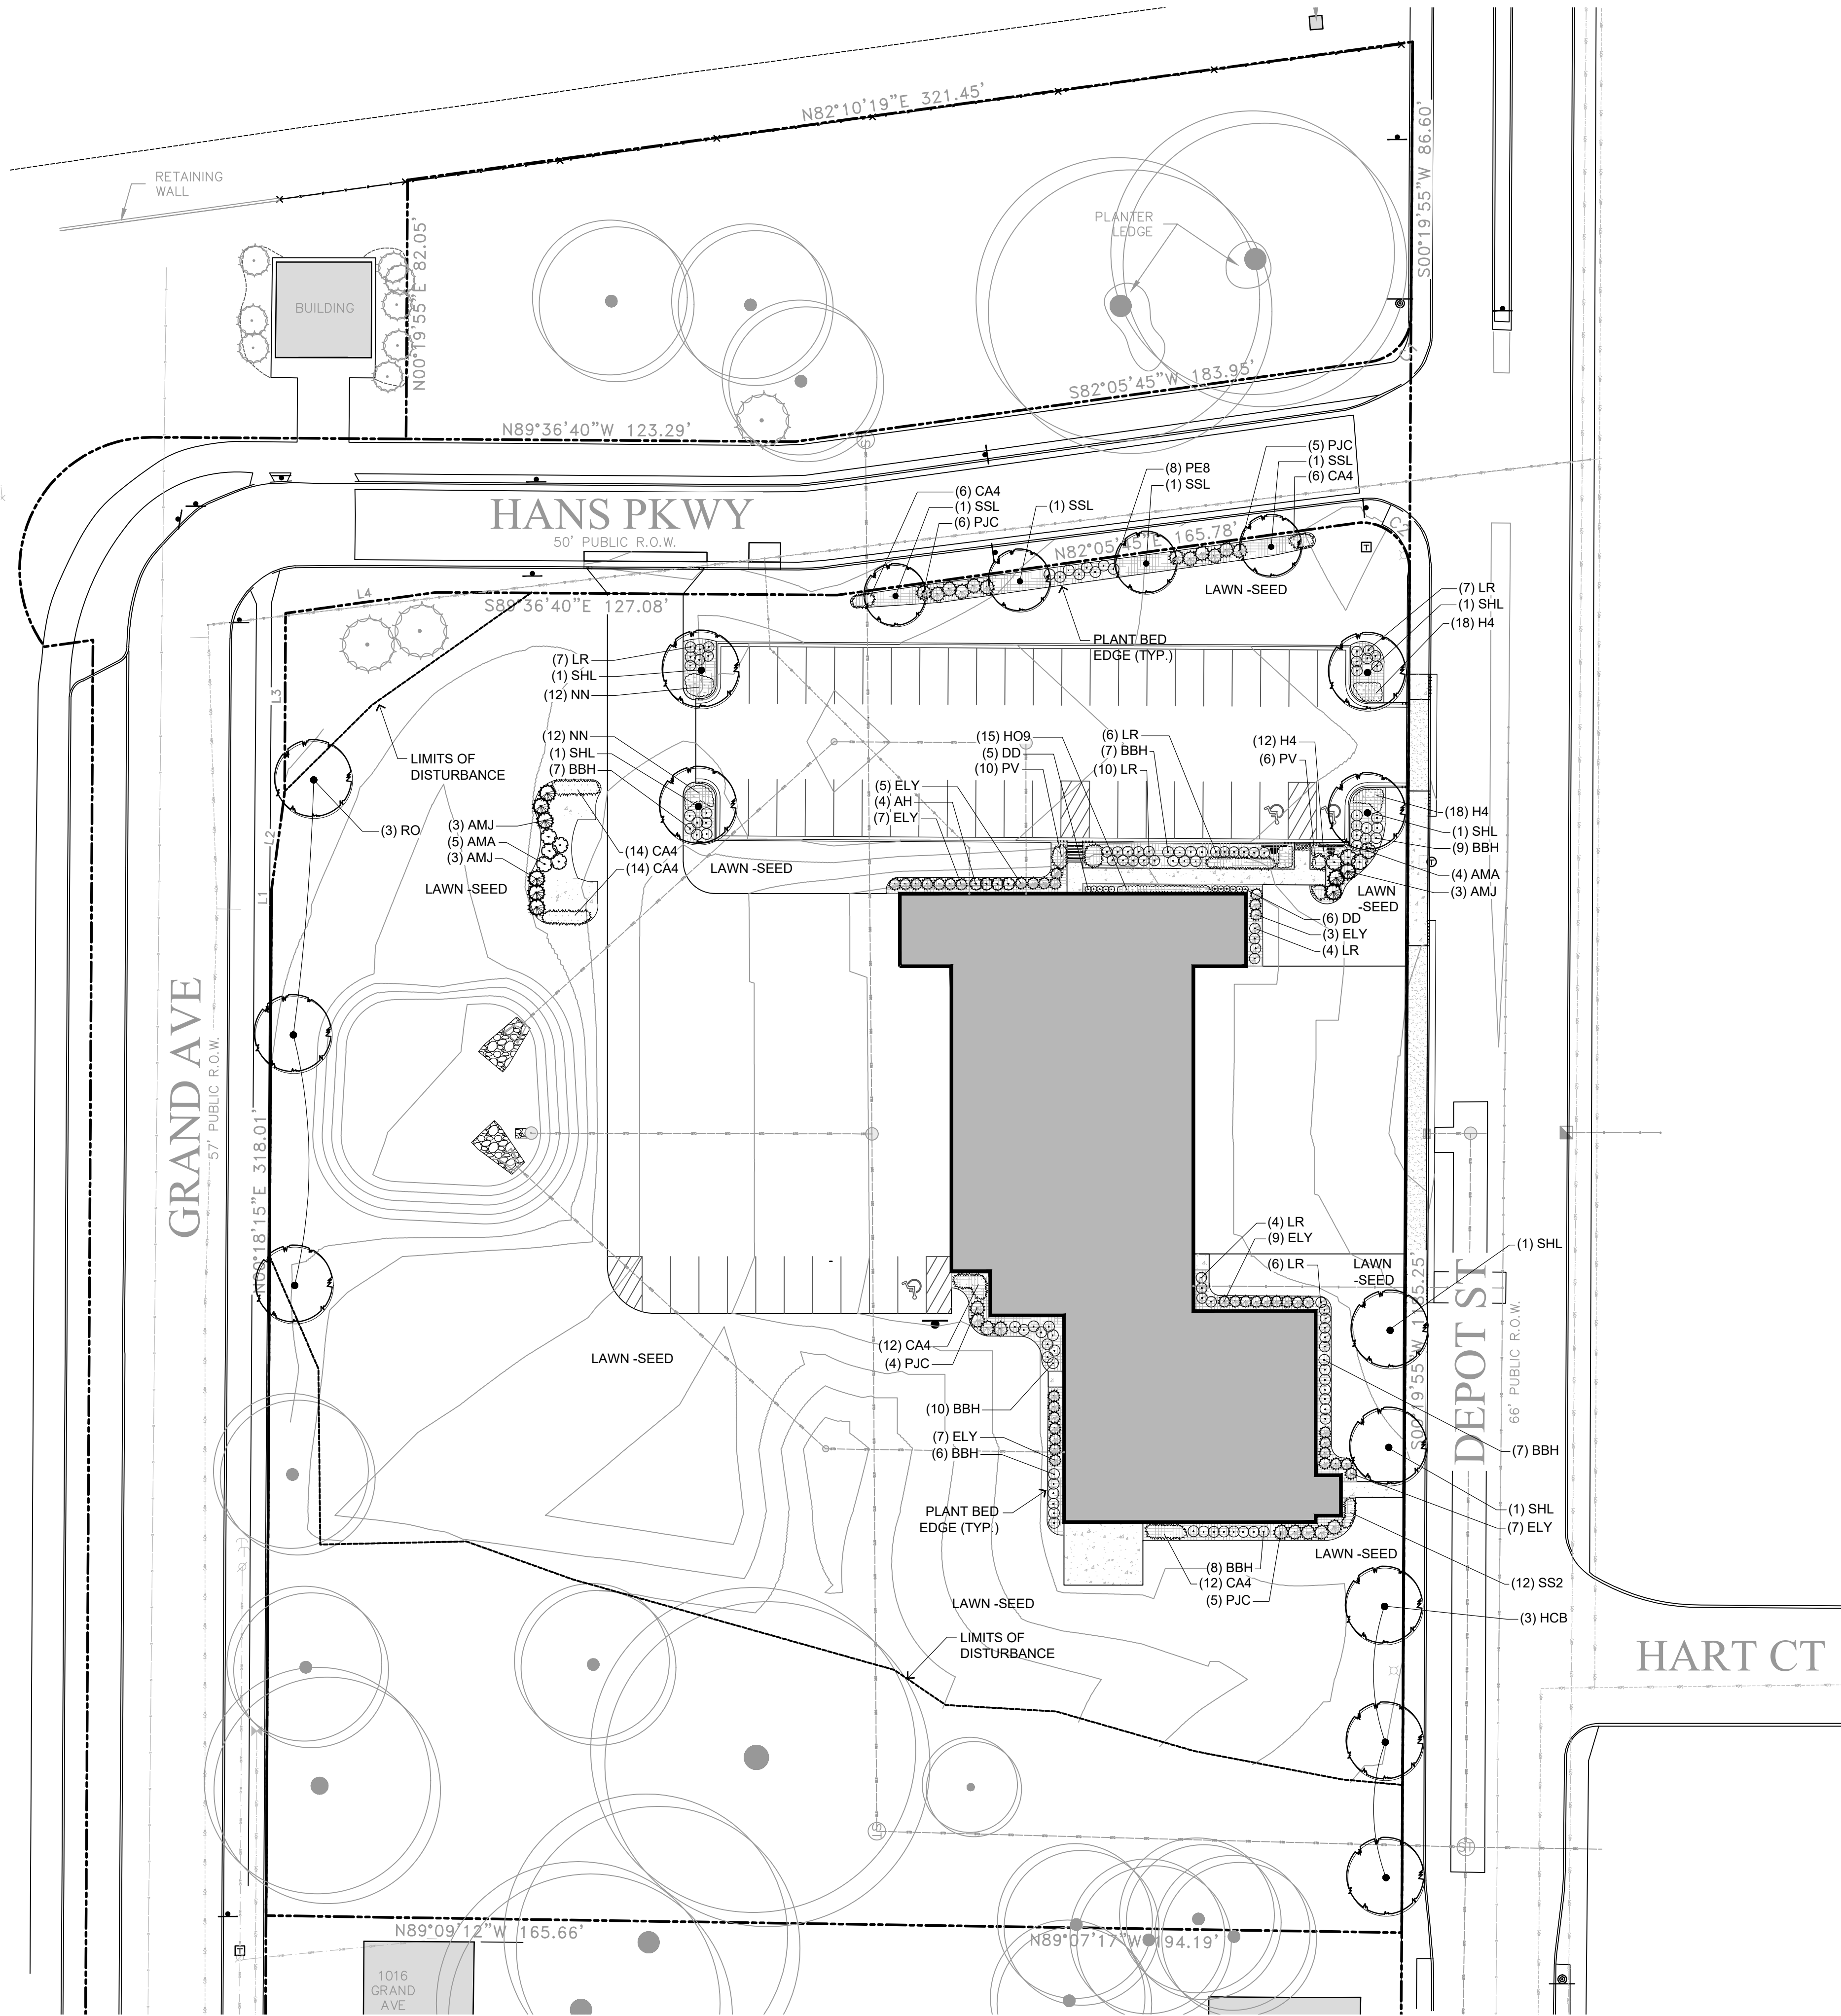 N82°10'19"E 321.45'
RETAINING
WALL
S00°19'55"W 86.60'
PLANTER
LEDGE
N00°19'55"E 82.05'
BUILDING
S82°05'45"W 183.95'
N89°36'40"W 123.29'
HANS PKWY
50' PUBLIC R.O.W.
(5) PJC
(1) SSL
(6) CA4
(8) PE8
(1) SSL
(6) CA4
(1) SSL
(6) PJC
(1) SSL
N82°05'45"E 165.78'
T
LAWN -SEED
L4
S89°36'40"E 127.08'
PLANT BED
EDGE (TYP.)
(7) LR
(1) SHL
(18) H4
(7) LR
(1) SHL
(12) NN
L3
LIMITS OF
DISTURBANCE
(12) NN
(1) SHL
(7) BBH
(15) HO9
(5) DD
(10) PV
(6) LR
(7) BBH
(10) LR
(12) H4
(6) PV
(5) ELY
(4) AH
(7) ELY
(3) RO
L2
(3) AMJ
(5) AMA
(3) AMJ
(14) CA4
(14) CA4
LAWN -SEED
LAWN -SEED
L1
(18) H4
(1) SHL
(9) BBH
(4) AMA
(3) AMJ
LAWN
-SEED
(6) DD
(3) ELY
(4) LR
GRAND AVE
57' PUBLIC R.O.W.
N00°18'15"E 318.01'
(4) LR
(9) ELY
(6) LR
LAWN
-SEED
(1) SHL
S00°19'55"W
DEPOT ST
66' PUBLIC R.O.W.
(12) CA4
(4) PJC
LAWN -SEED
(10) BBH
(7) ELY
(6) BBH
PLANT BED
EDGE (TYP.)
(7) BBH
(1) SHL
(7) ELY
LAWN -SEED
(8) BBH
(12) CA4
(5) PJC
(12) SS2
(3) HCB
LAWN -SEED
LIMITS OF
DISTURBANCE
HART CT
ST
ST
N89°09'12"W 165.66'
N89°07'17"W 194.19'
T
1016
GRAND
AVE